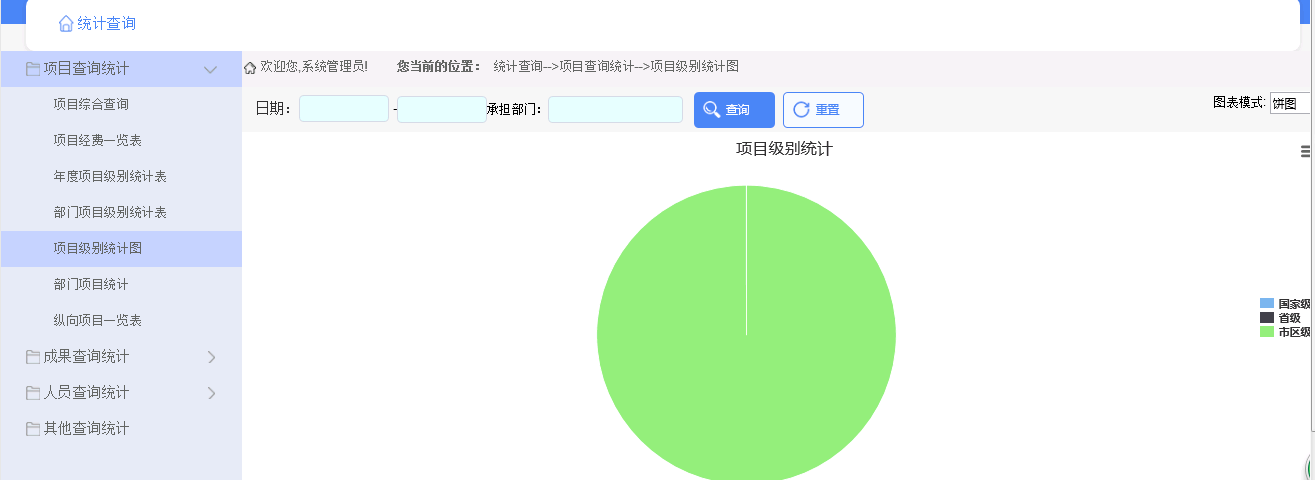 统计查询
项目查询统计
项目综合查询
项目经费一览表
年度项目级别统计表
部门项目级别统计表
项目级别统计图
部门项目统计
纵向项目一览表
成果查询统计
人员查询统计
其他查询统计
欢迎您,系统管理员! 您当前的位置： 统计查询-->项目查询统计-->项目级别统计图
日期： - 承担部门： 查询 重置 图表模式: 饼图
项目级别统计
国家级
省级
市区级